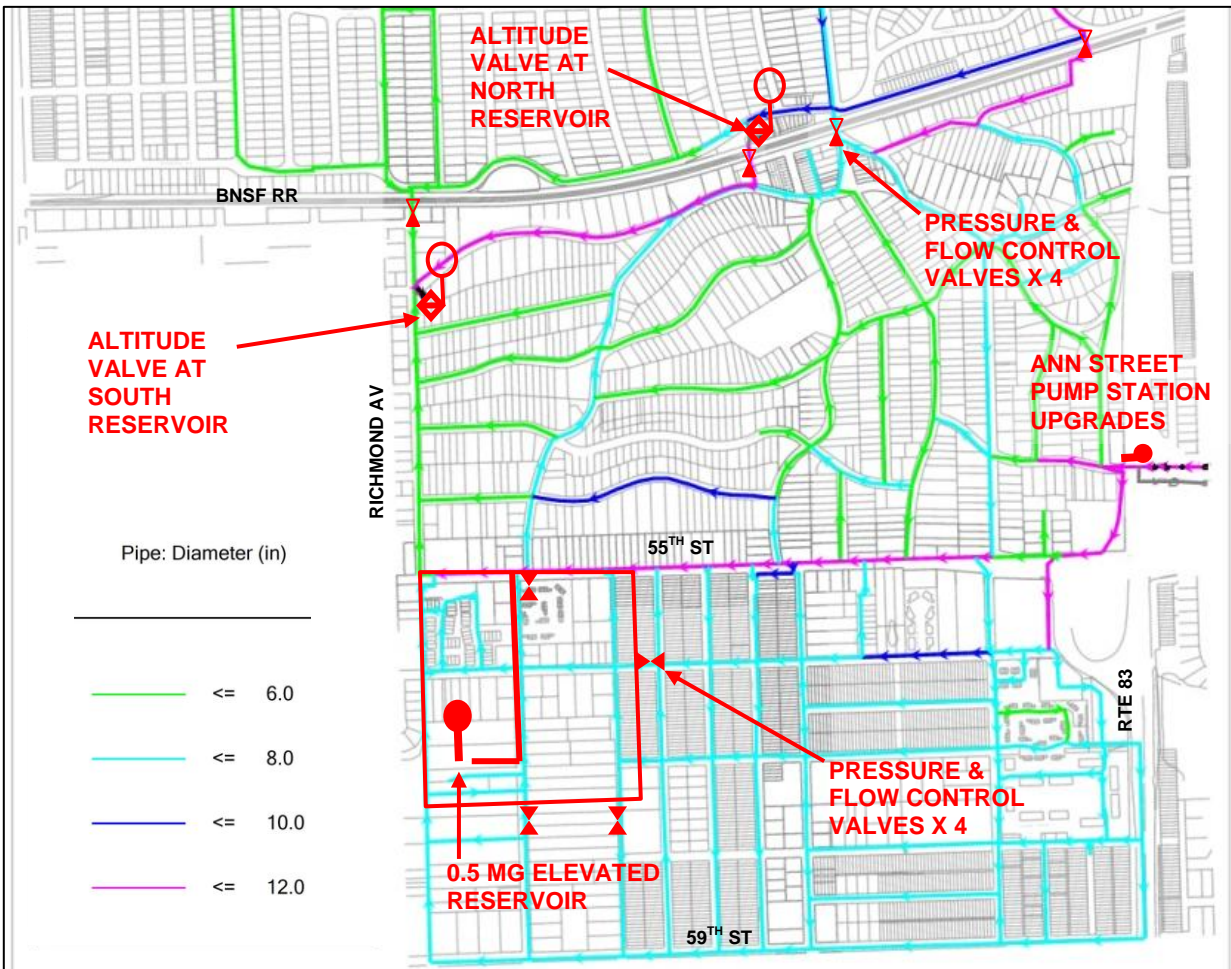 ALTITUDE
VALVE AT
NORTH
RESERVOIR
BNSF RR
PRESSURE &
FLOW CONTROL
VALVES X 4
ALTITUDE
VALVE AT
SOUTH
RESERVOIR
RICHMOND AV
ANN STREET
PUMP STATION
UPGRADES
55TH ST
Pipe: Diameter (in)
<= 6.0
<= 8.0
<= 10.0
<= 12.0
RTE 83
PRESSURE &
FLOW CONTROL
VALVES X 4
0.5 MG ELEVATED
RESERVOIR
59TH ST